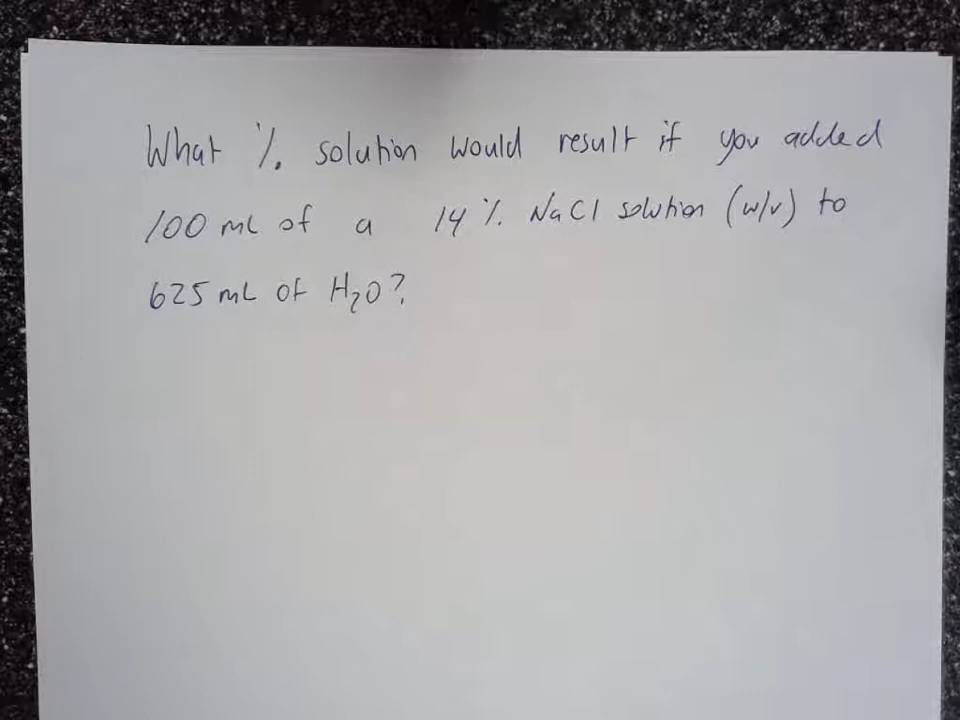 What % solution would result if you added
100 mL of a 14% NaCl solution (w/v) to
625 mL of H₂O?